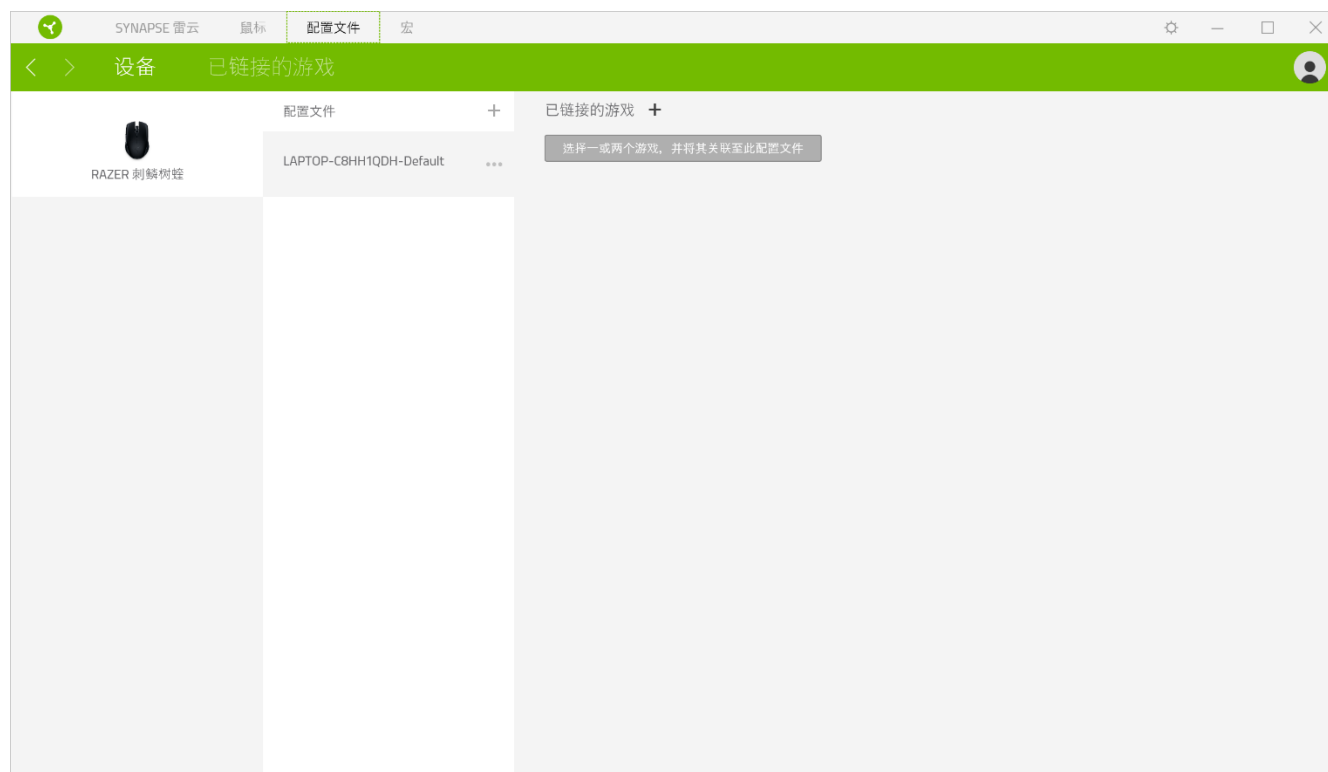 SYNAPSE 雷云 鼠标 配置文件 宏
设备 已链接的游戏
RAZER 刺鳞树蝰
配置文件
LAPTOP-C8HH1QDH-Default
已链接的游戏
选择一或两个游戏，并将其关联至此配置文件